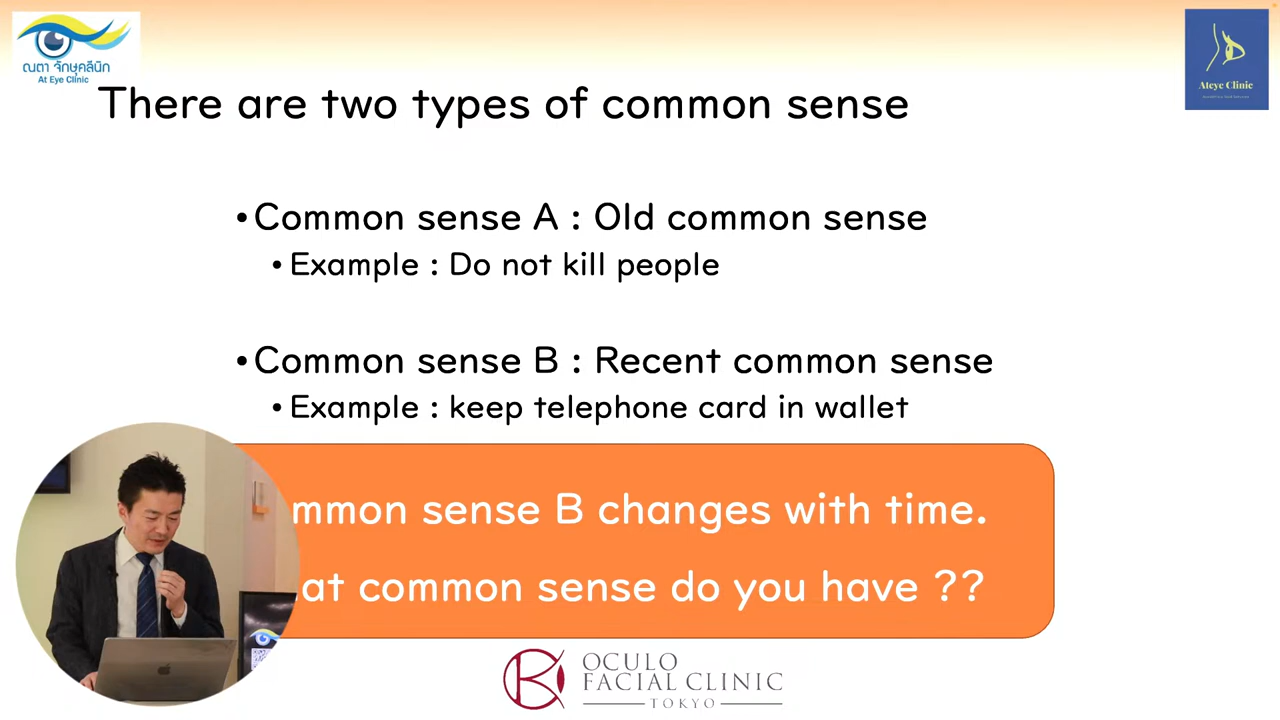 ณตา จักษุคลินิก
At Eye Clinic
Ateye Clinic
There are two types of common sense
•Common sense A : Old common sense
•Example : Do not kill people
•Common sense B : Recent common sense
•Example : keep telephone card in wallet
mmon sense B changes with time.
at common sense do you have ??
OCULO
FACIAL CLINIC
TOKYO